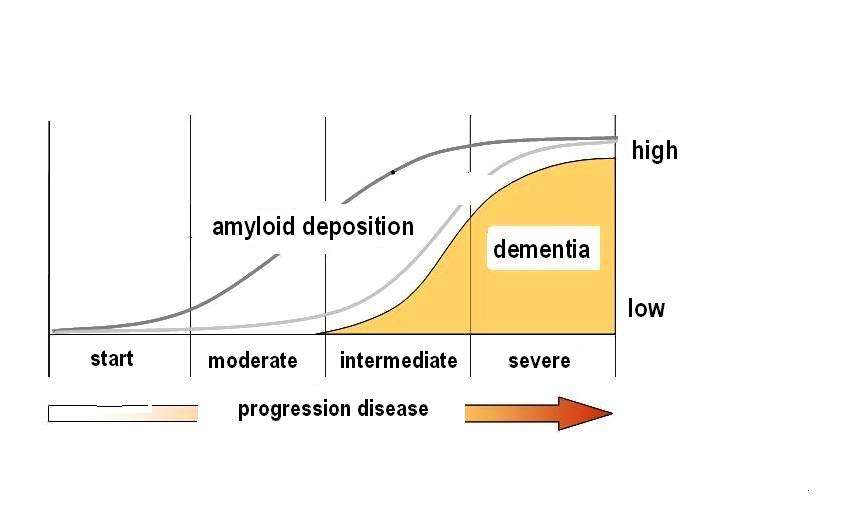 high
amyloid deposition
dementia
low
start
moderate
intermediate
severe
progression disease